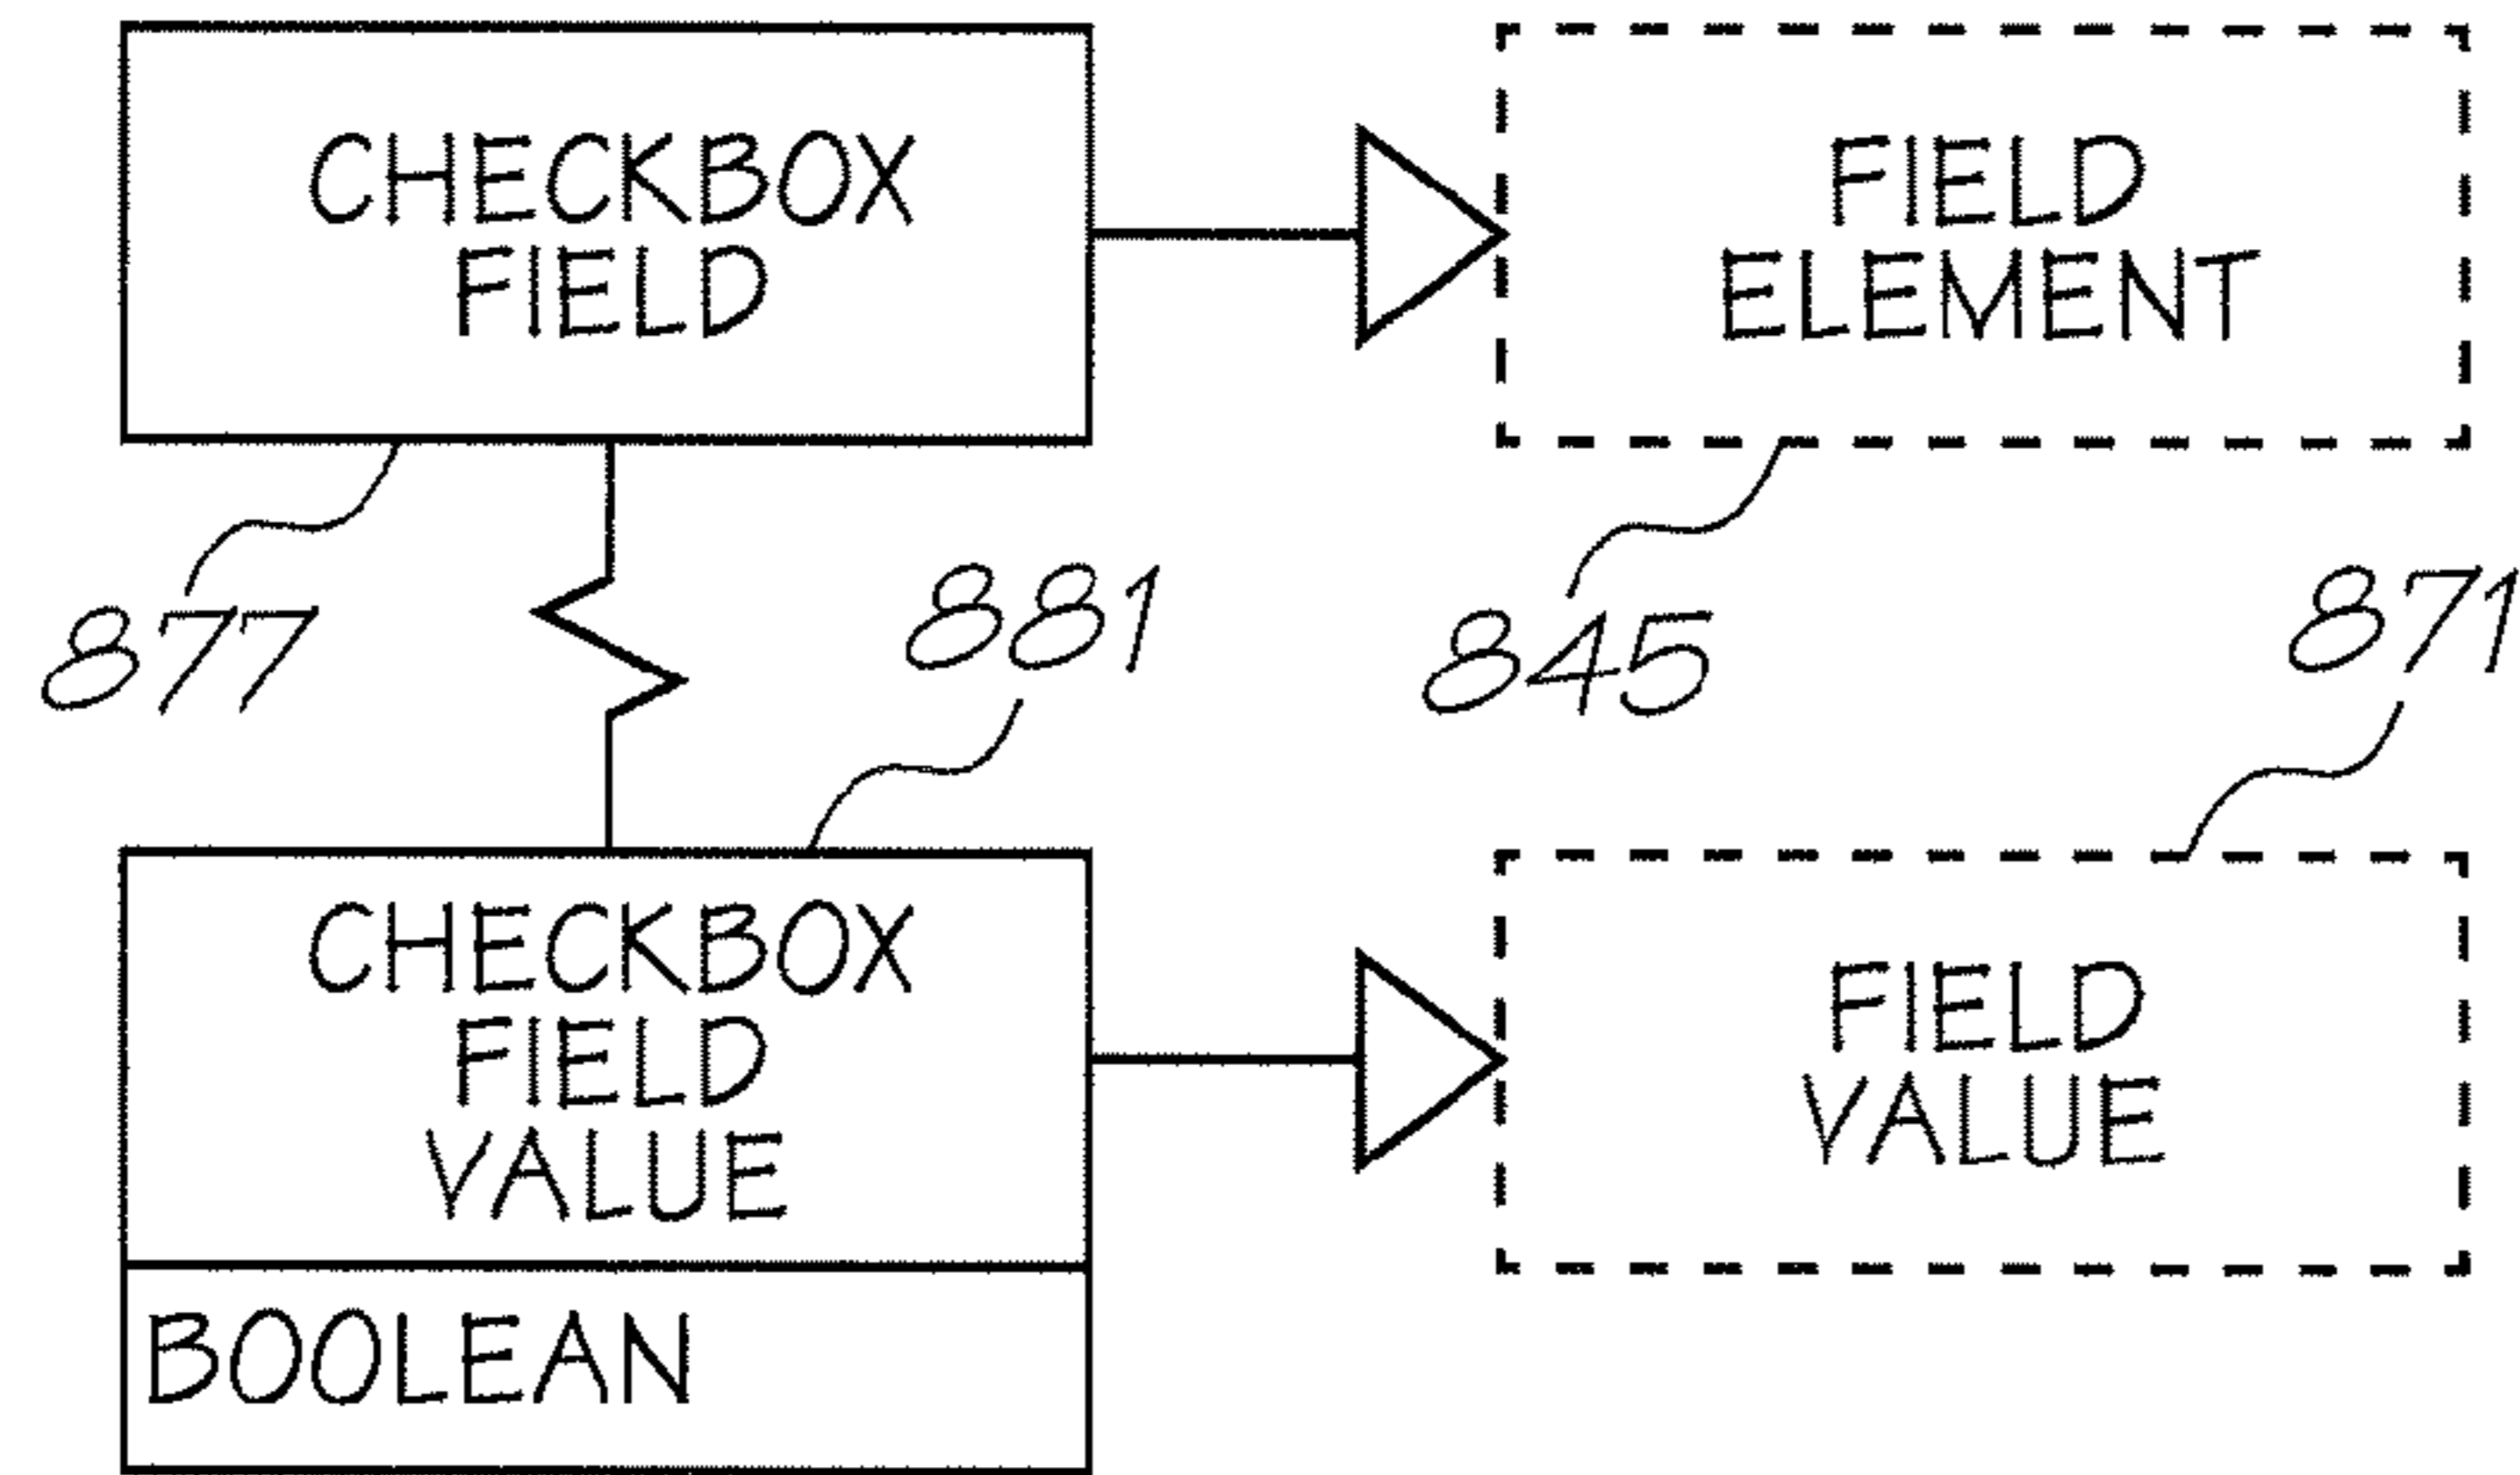 CHECKBOX
FIELD
FIELD
ELEMENT
877
881
845
871
CHECKBOX
FIELD
VALUE
FIELD
VALUE
BOOLEAN